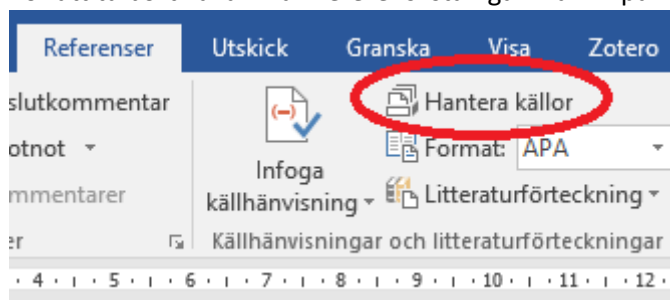 Referenser Utskick Granska Visa Zotero
slutkommentar
Hantera källor
otnot
Format: APA
Infoga
källhänvisning
mmentarer
Litteraturförteckning
er
Källhänvisningar och litteraturförteckningar
4 5 6 7 8 9 10 11 12